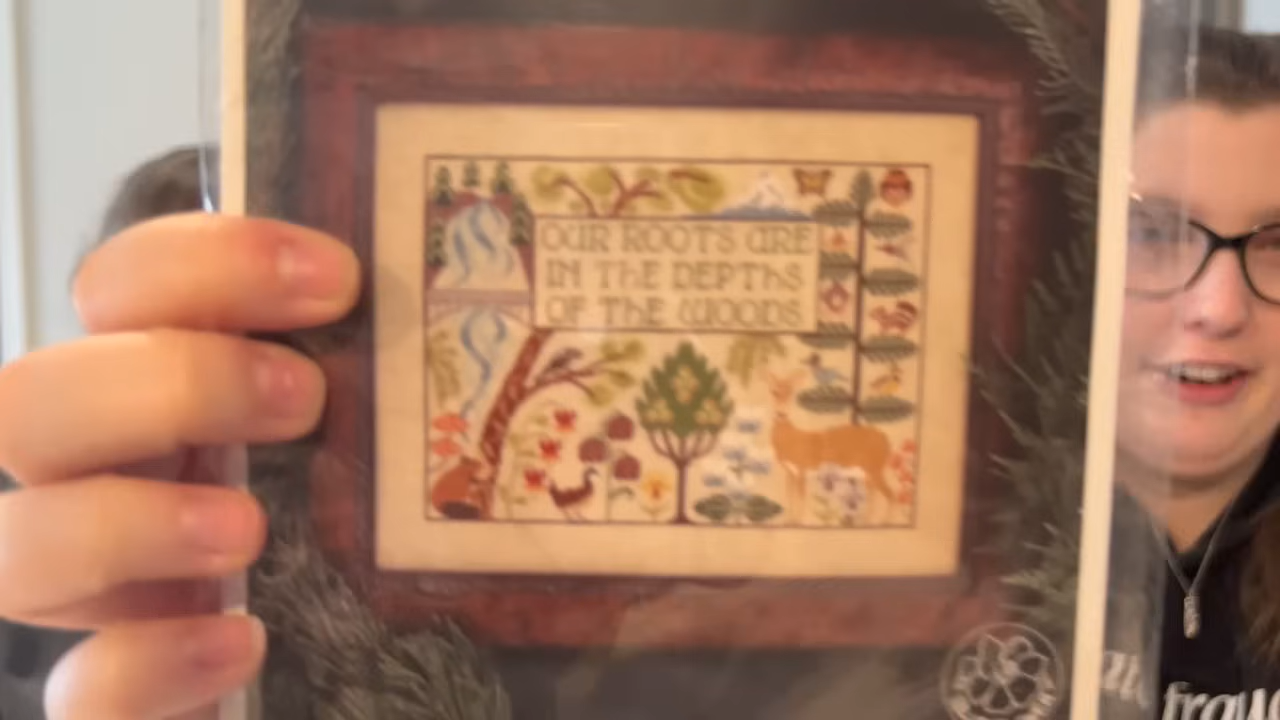 OUR ROOTS ARE
IN THE DEPTHS
OF THE WOODS